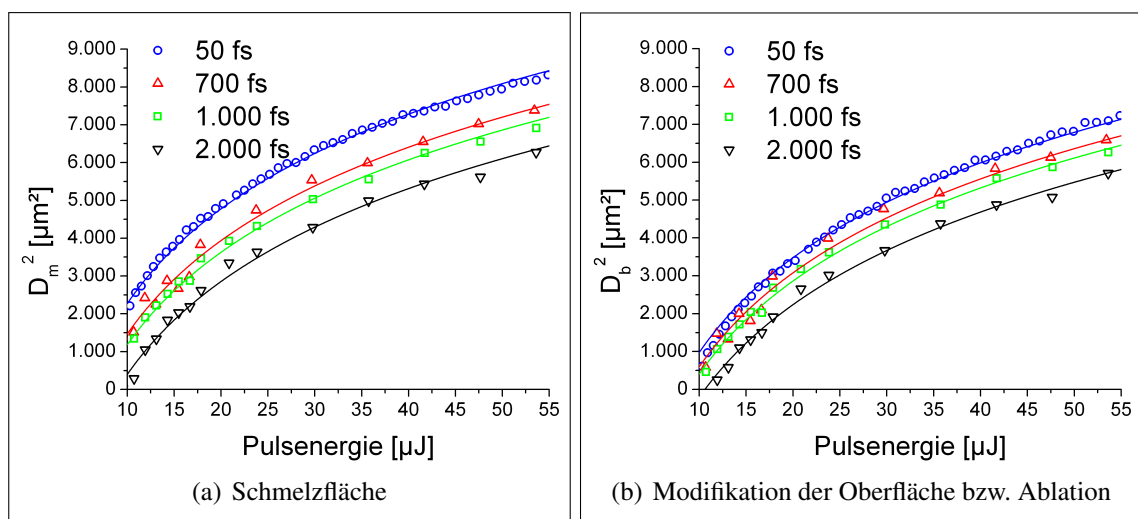 9.000
8.000
7.000
6.000
5.000
4.000
3.000
2.000
1.000
0
D_m^2 [µm²]
50 fs
700 fs
1.000 fs
2.000 fs
10 15 20 25 30 35 40 45 50 55
Pulsenergie [µJ]
(a) Schmelzfläche
9.000
8.000
7.000
6.000
5.000
4.000
3.000
2.000
1.000
0
D_b^2 [µm²]
50 fs
700 fs
1.000 fs
2.000 fs
10 15 20 25 30 35 40 45 50 55
Pulsenergie [µJ]
(b) Modifikation der Oberfläche bzw. Ablation